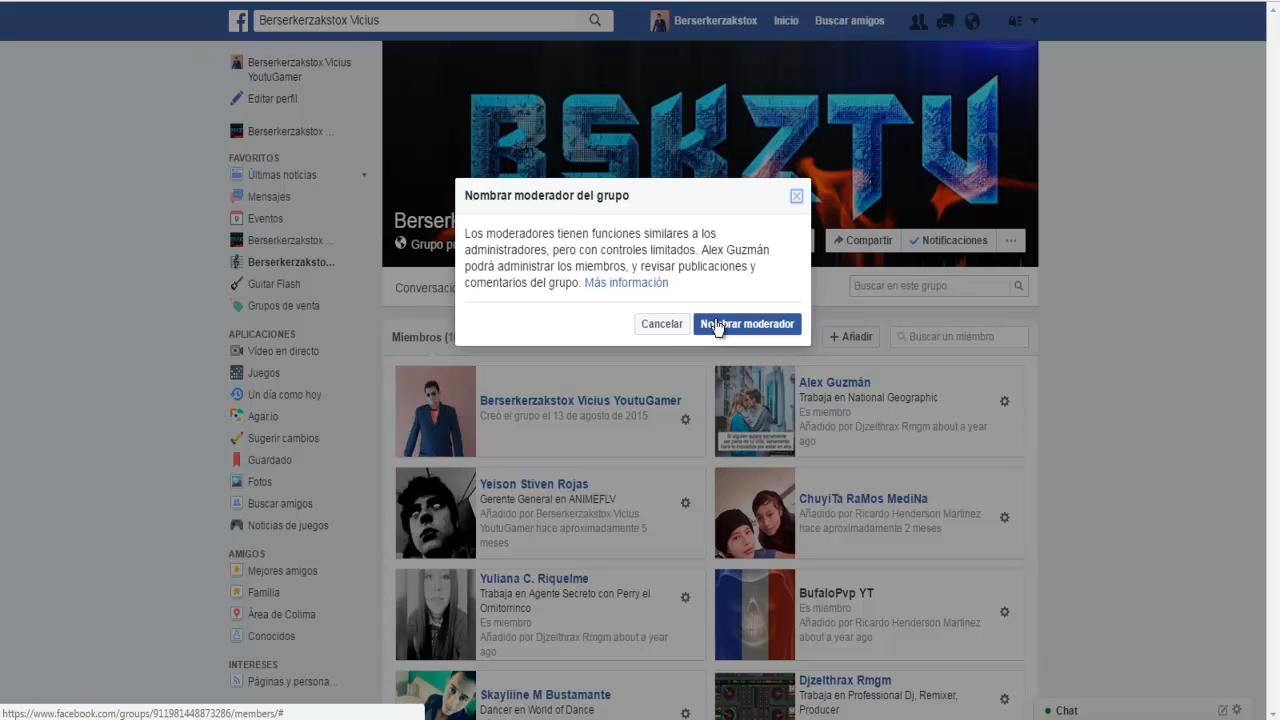 Berserkerzakstox Vicius
Berserkerzakstox
Inicio
Buscar amigos
Berserkerzakstox Vicius
YoutuGamer
Editar perfil
Berserkerzakstox ...
FAVORITOS
Últimas noticias
Mensajes
Eventos
Berserkerzakstox ...
Berserkerzaksto...
Guitar Flash
Grupos de venta
APLICACIONES
Vídeo en directo
Juegos
Un día como hoy
Agar.io
Sugerir cambios
Guardado
Fotos
Buscar amigos
Noticias de juegos
AMIGOS
Mejores amigos
Familia
Área de Colima
Conocidos
INTERESES
Páginas y persona...
https://www.facebook.com/groups/911981448873286/members/#
BSKZTV
Berser
Grupo pú
Compartir
Notificaciones
Conversació
Buscar en este grupo
Nombrar moderador del grupo
Los moderadores tienen funciones similares a los
administradores, pero con controles limitados. Alex Guzmán
podrá administrar los miembros, y revisar publicaciones y
comentarios del grupo. Más información
Cancelar
Nombrar moderador
Miembros
+ Añadir
Buscar un miembro
Berserkerzakstox Vicius YoutuGamer
Creó el grupo el 13 de agosto de 2015
Alex Guzmán
Trabaja en National Geographic
Es miembro
Añadido por Djzelthrax Rmgm about a year
ago
Yeison Stiven Rojas
Gerente General en ANIMEFLV
Añadido por Berserkerzakstox Vicius
YoutuGamer hace aproximadamente 5
meses
ChuyiTa RaMos MediNa
Añadido por Ricardo Henderson Martinez
hace aproximadamente 2 meses
Yuliana C. Riquelme
Trabaja en Agente Secreto con Perry el
Ornitorrinco
Es miembro
Añadido por Djzelthrax Rmgm about a year
ago
BufaloPvp YT
Es miembro
Añadido por Ricardo Henderson Martinez
about a year ago
Skayliine M Bustamante
Dancer en World of Dance
Djzelthrax Rmgm
Trabaja en Professional Dj, Remixer,
Producer
Chat